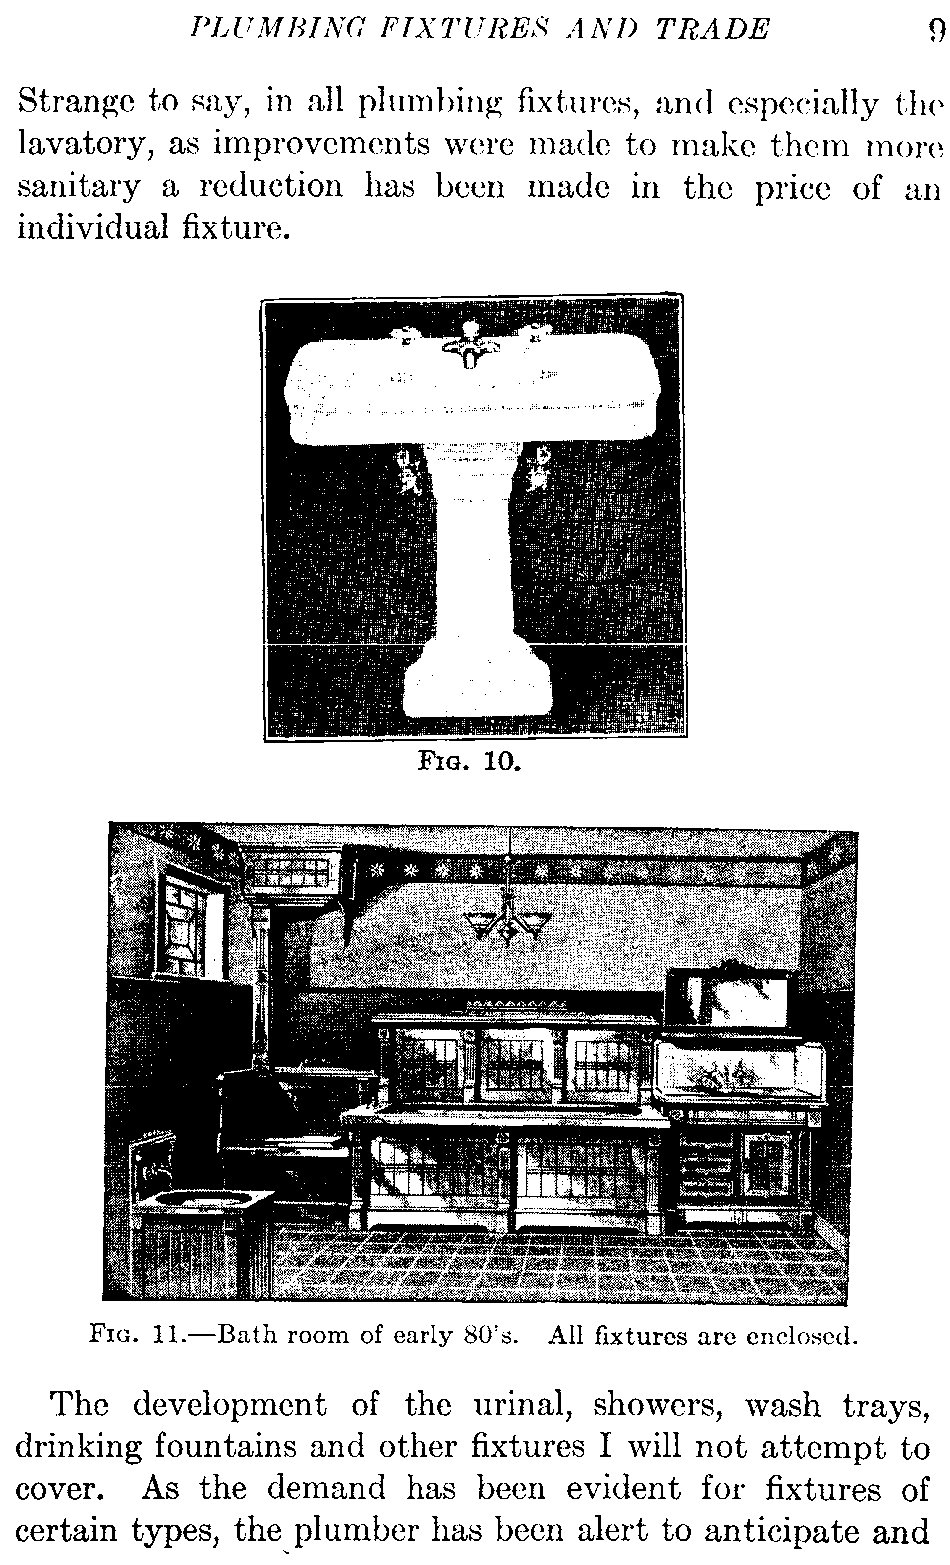 PLUMBING FIXTURES AND TRADE 9
Strange to say, in all plumbing fixtures, and especially the
lavatory, as improvements were made to make them more
sanitary a reduction has been made in the price of an
individual fixture.
FIG. 10.
FIG. 11.—Bath room of early 80's. All fixtures are enclosed.
The development of the urinal, showers, wash trays,
drinking fountains and other fixtures I will not attempt to
cover. As the demand has been evident for fixtures of
certain types, the plumber has been alert to anticipate and